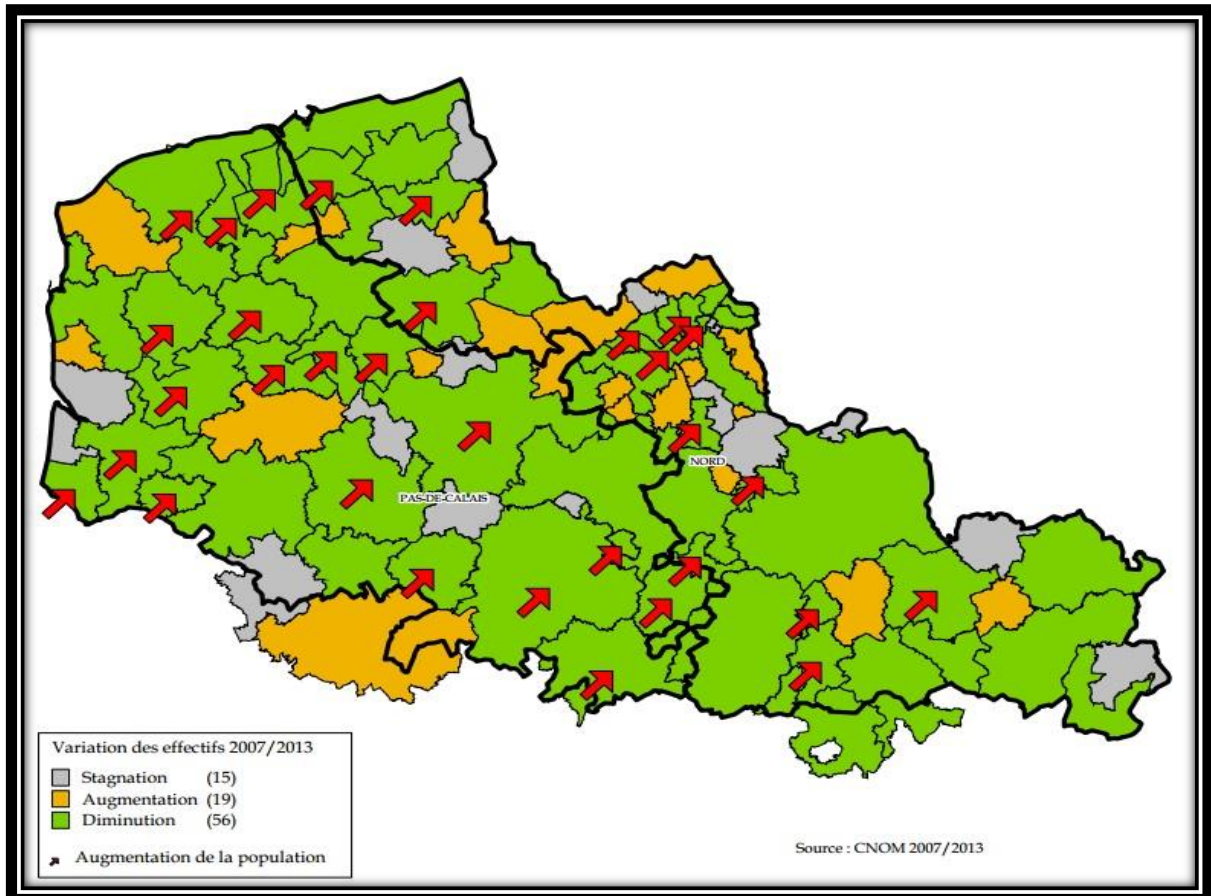 NORD
PAS-DE-CALAIS
Variation des effectifs 2007/2013
Stagnation (15)
Augmentation (19)
Diminution (56)
Augmentation de la population
Source : CNOM 2007/2013